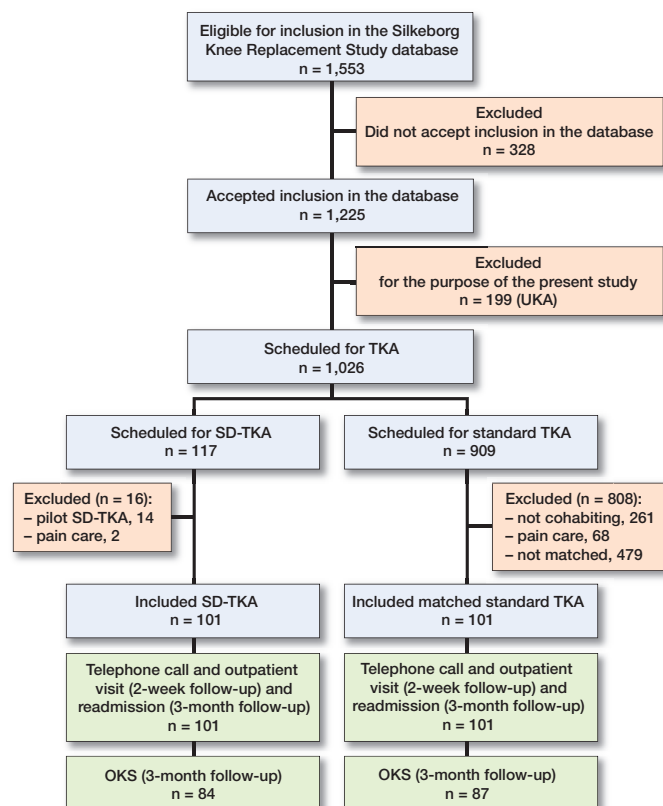 Eligible for inclusion in the Silkeborg
Knee Replacement Study database
n = 1,553
Excluded
Did not accept inclusion in the database
n = 328
Accepted inclusion in the database
n = 1,225
Excluded
for the purpose of the present study
n = 199 (UKA)
Scheduled for TKA
n = 1,026
Scheduled for SD-TKA
n = 117
Scheduled for standard TKA
n = 909
Excluded (n = 16):
– pilot SD-TKA, 14
– pain care, 2
Excluded (n = 808):
– not cohabiting, 261
– pain care, 68
– not matched, 479
Included SD-TKA
n = 101
Included matched standard TKA
n = 101
Telephone call and outpatient
visit (2-week follow-up) and
readmission (3-month follow-up)
n = 101
Telephone call and outpatient
visit (2-week follow-up) and
readmission (3-month follow-up)
n = 101
OKS (3-month follow-up)
n = 84
OKS (3-month follow-up)
n = 87